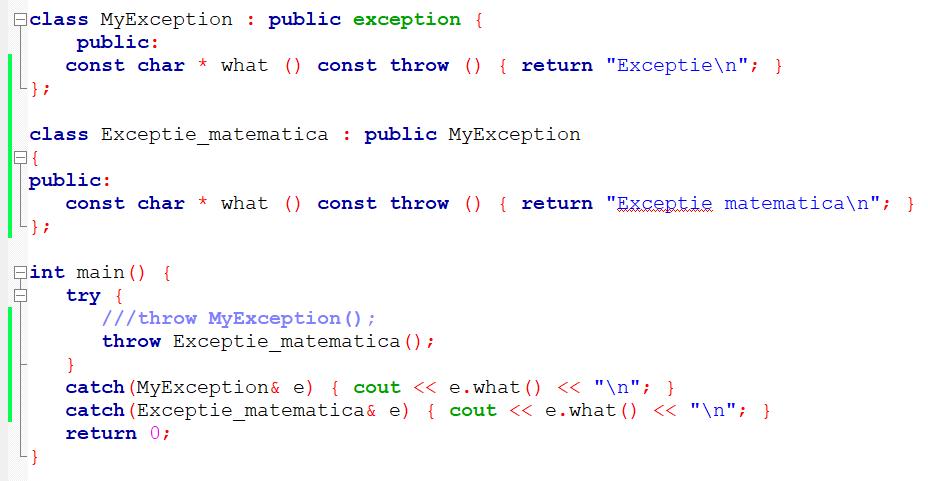 class MyException : public exception {
public:
const char * what () const throw () { return "Exceptie\n"; }
};
class Exceptie_matematica : public MyException
{
public:
const char * what () const throw () { return "Exceptie matematica\n"; }
};
int main() {
try {
///throw MyException();
throw Exceptie_matematica();
}
catch(MyException& e) { cout << e.what() << "\n"; }
catch(Exceptie_matematica& e) { cout << e.what() << "\n"; }
return 0;
}